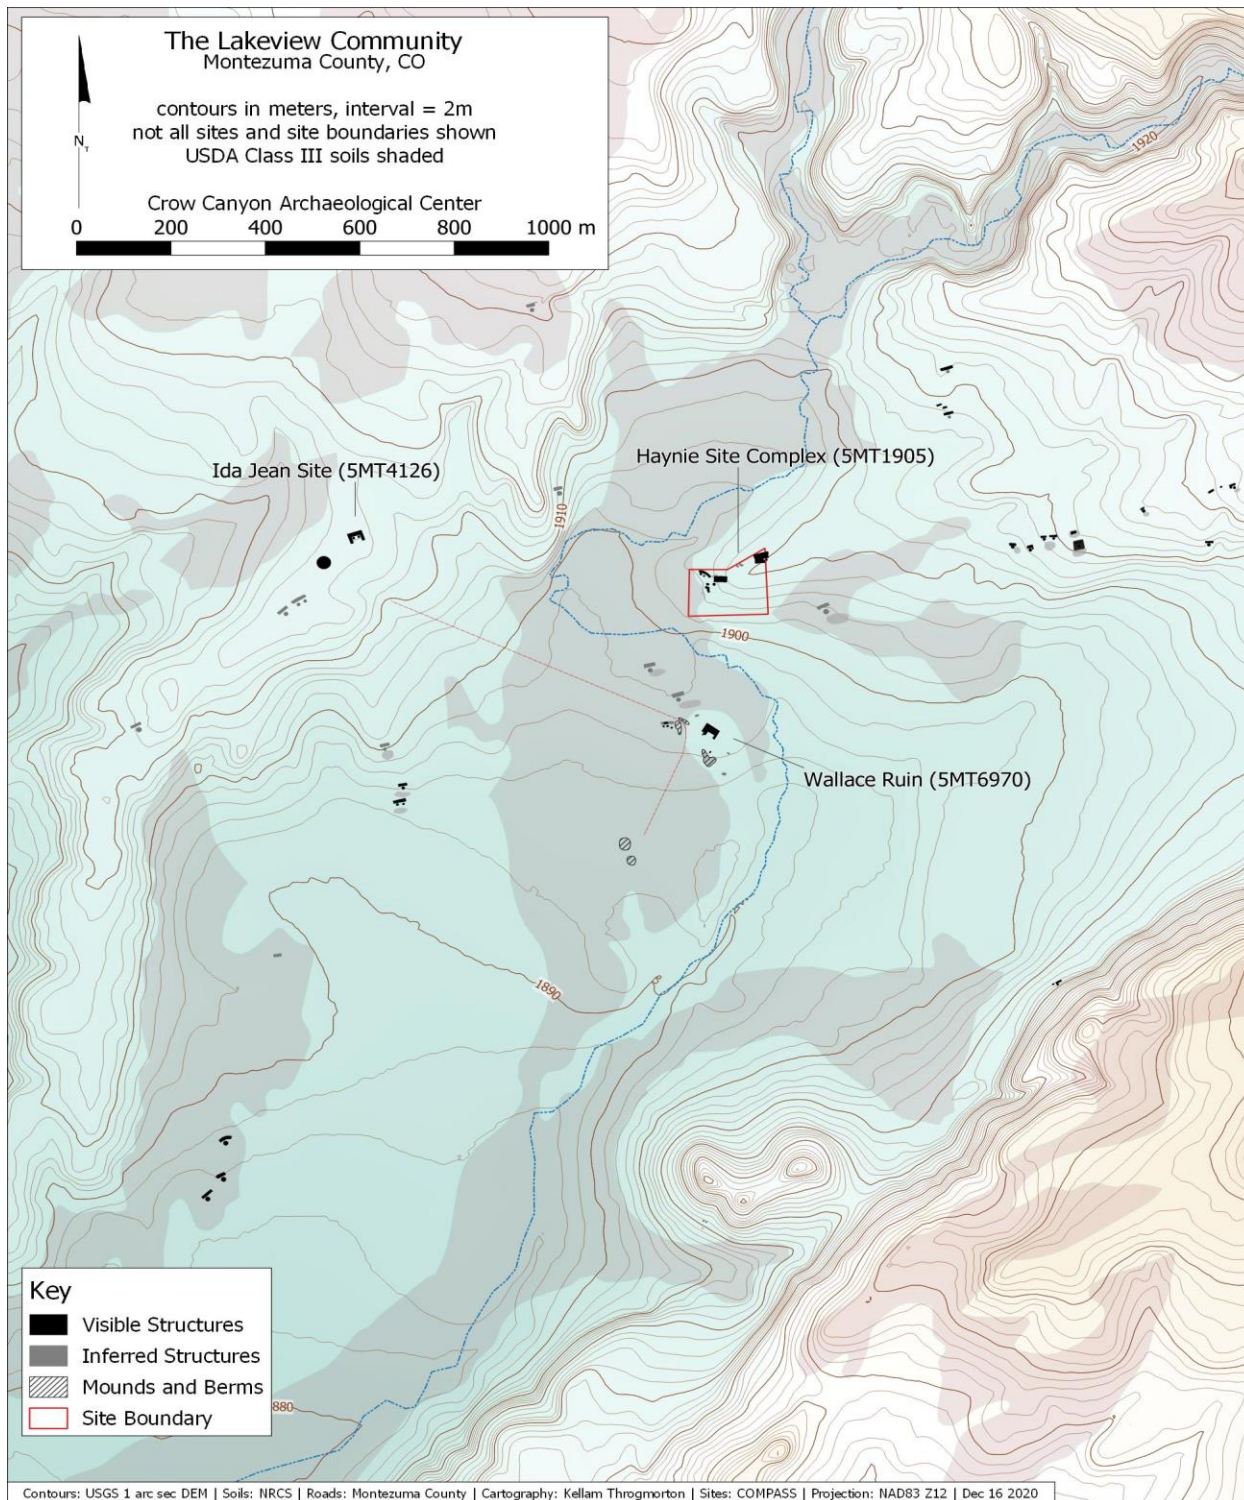 The Lakeview Community
Montezuma County, CO
contours in meters, interval = 2m
not all sites and site boundaries shown
USDA Class III soils shaded
N
T
Crow Canyon Archaeological Center
0 200 400 600 800 1000 m
1920
Haynie Site Complex (5MT1905)
Ida Jean Site (5MT4126)
1910
1900
Wallace Ruin (5MT6970)
1890
Key
Visible Structures
Inferred Structures
Mounds and Berms
Site Boundary
880
Contours: USGS 1 arc sec DEM | Soils: NRCS | Roads: Montezuma County | Cartography: Kellam Throgmorton | Sites: COMPASS | Projection: NAD83 Z12 | Dec 16 2020